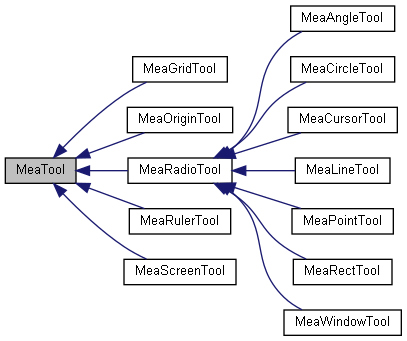 MeaAngleTool
MeaGridTool
MeaCircleTool
MeaOriginTool
MeaCursorTool
MeaTool
MeaRadioTool
MeaLineTool
MeaRulerTool
MeaPointTool
MeaScreenTool
MeaRectTool
MeaWindowTool